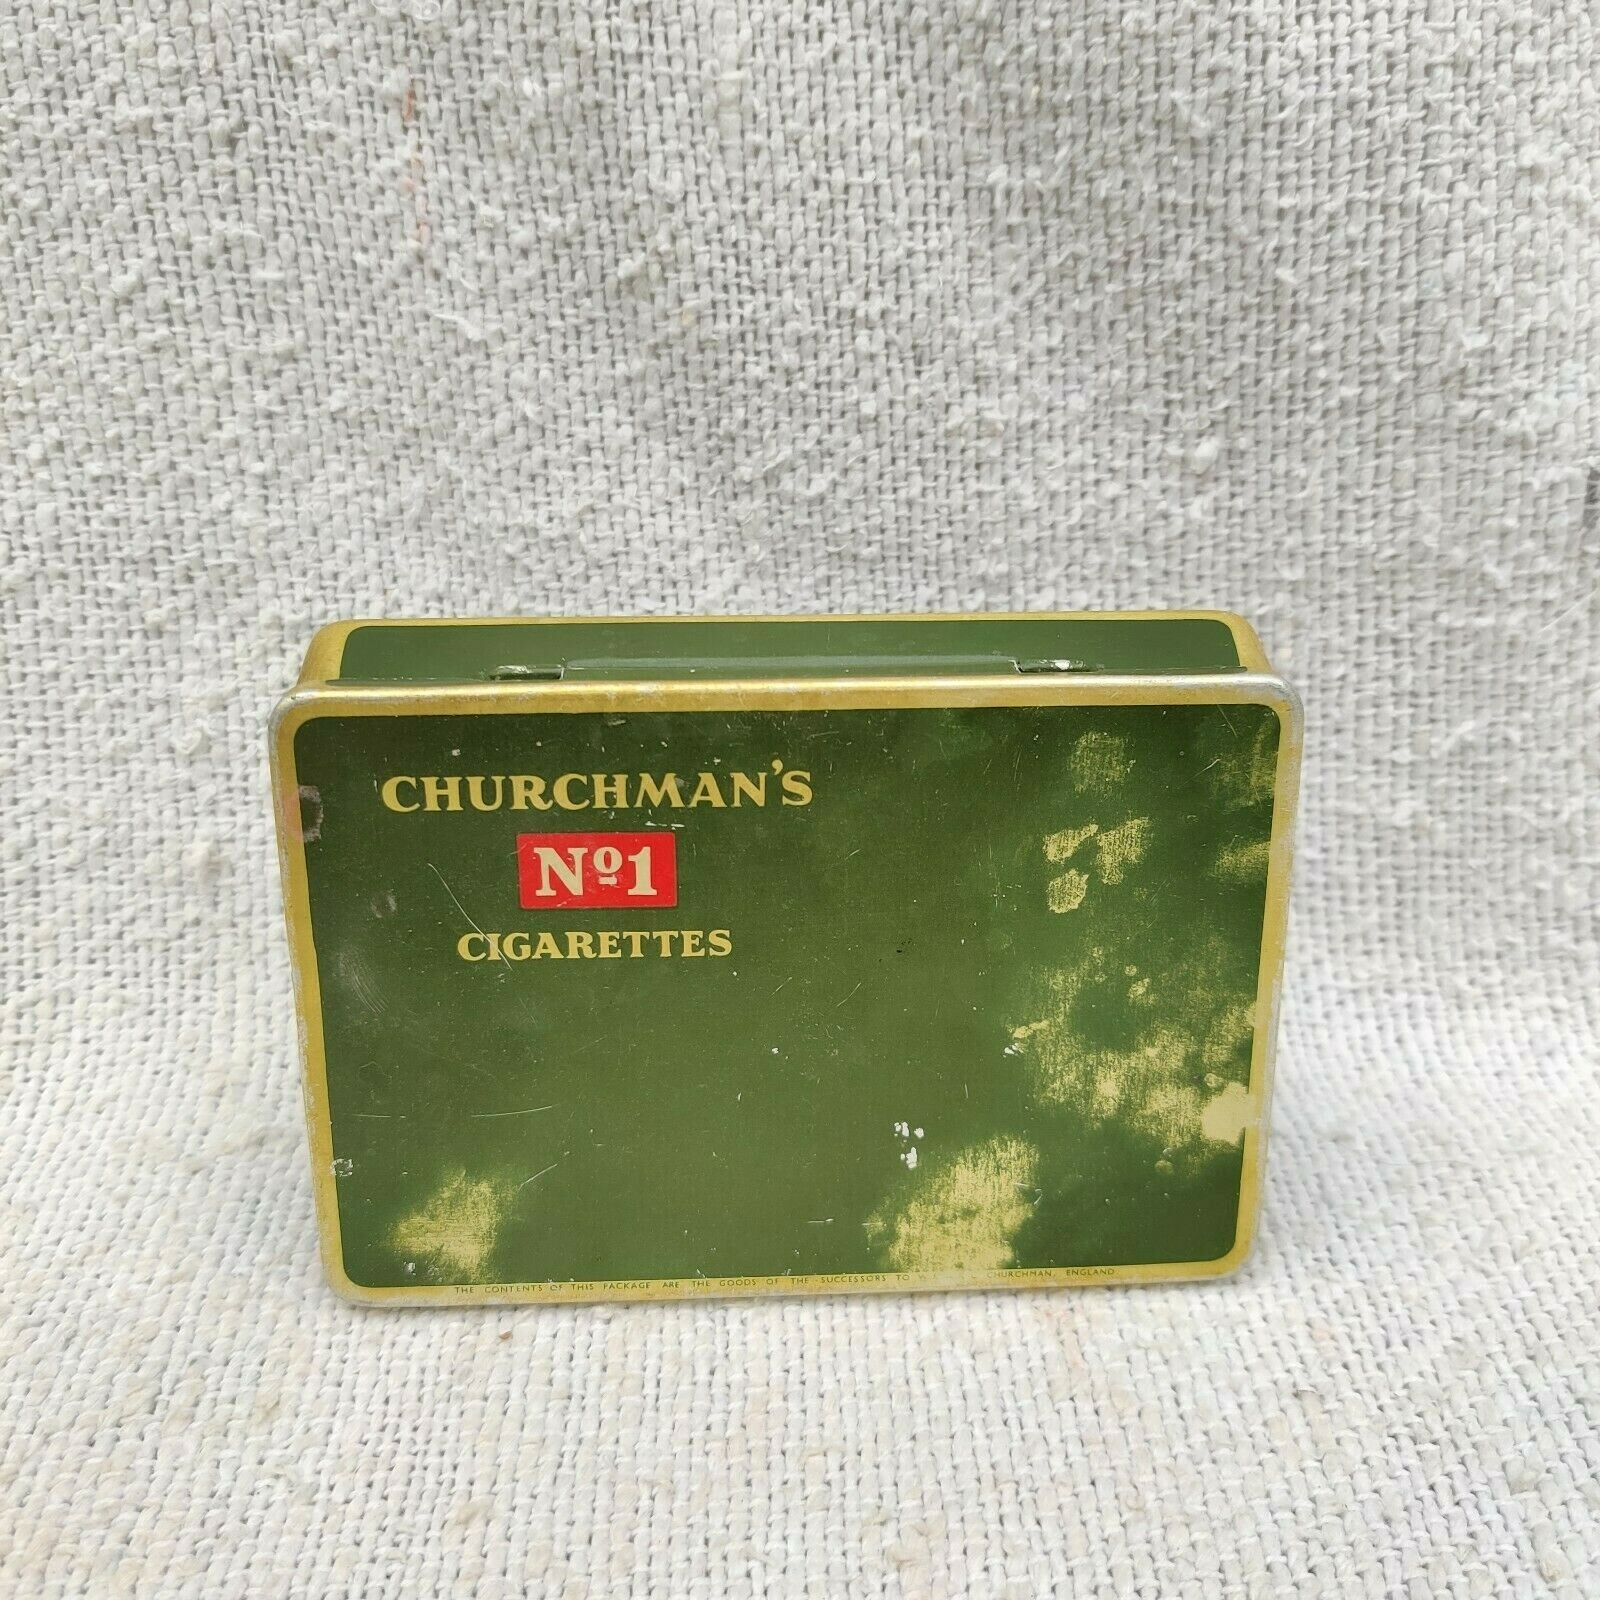 CHURCHMAN'S
Nº1
CIGARETTES
THE CONTENTS OF THIS PACKAGE ARE THE GOODS OF THE SUCCESSORS TO W. CHURCHMAN, ENGLAND